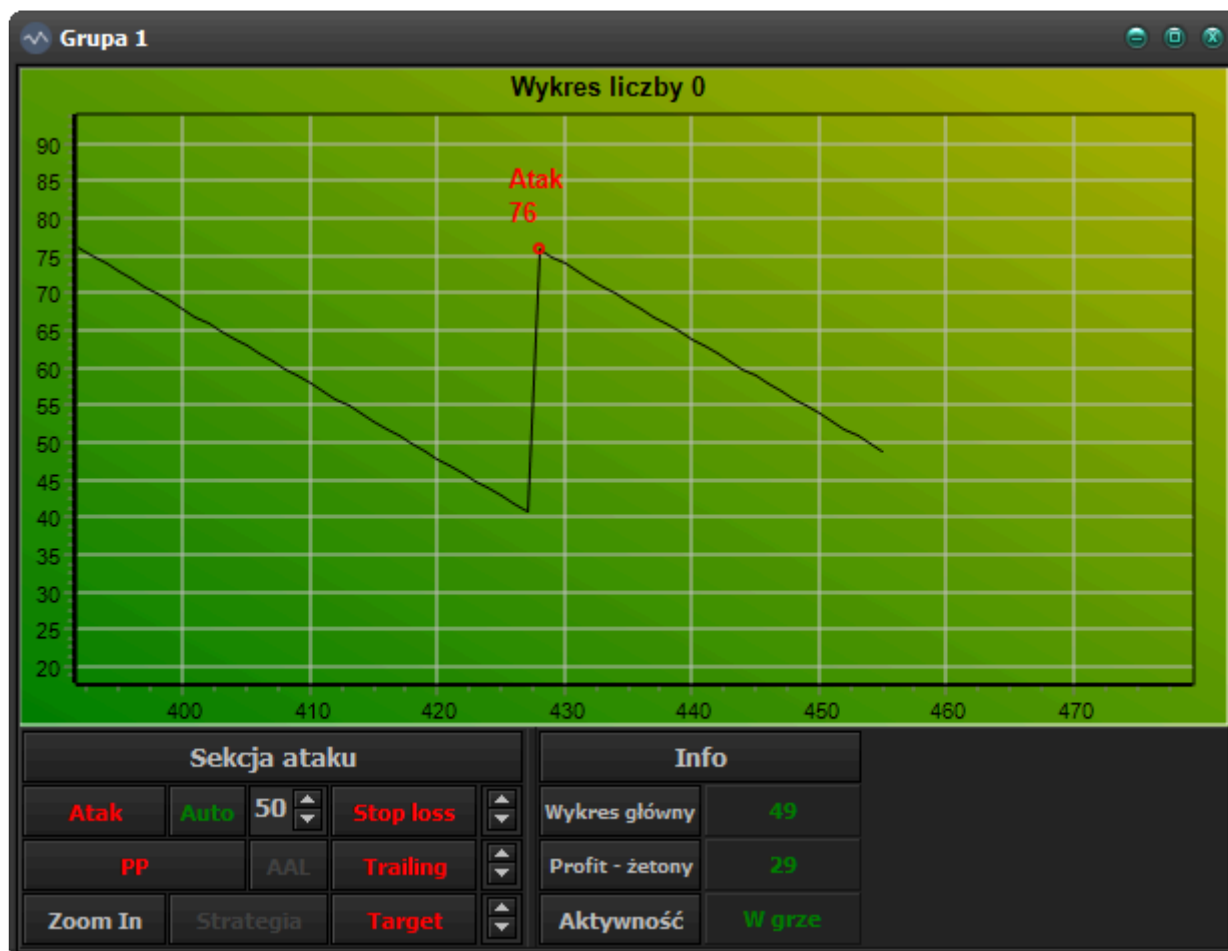 Grupa 1
Wykres liczby 0
Atak
76
90
85
80
75
70
65
60
55
50
45
40
35
30
25
20
400 410 420 430 440 450 460 470
Sekcja ataku Info
Atak Auto 50 Stop loss Wykres główny 49
PP AAL Trailing Profit - żetony 29
Zoom In Strategia Target Aktywność W grze